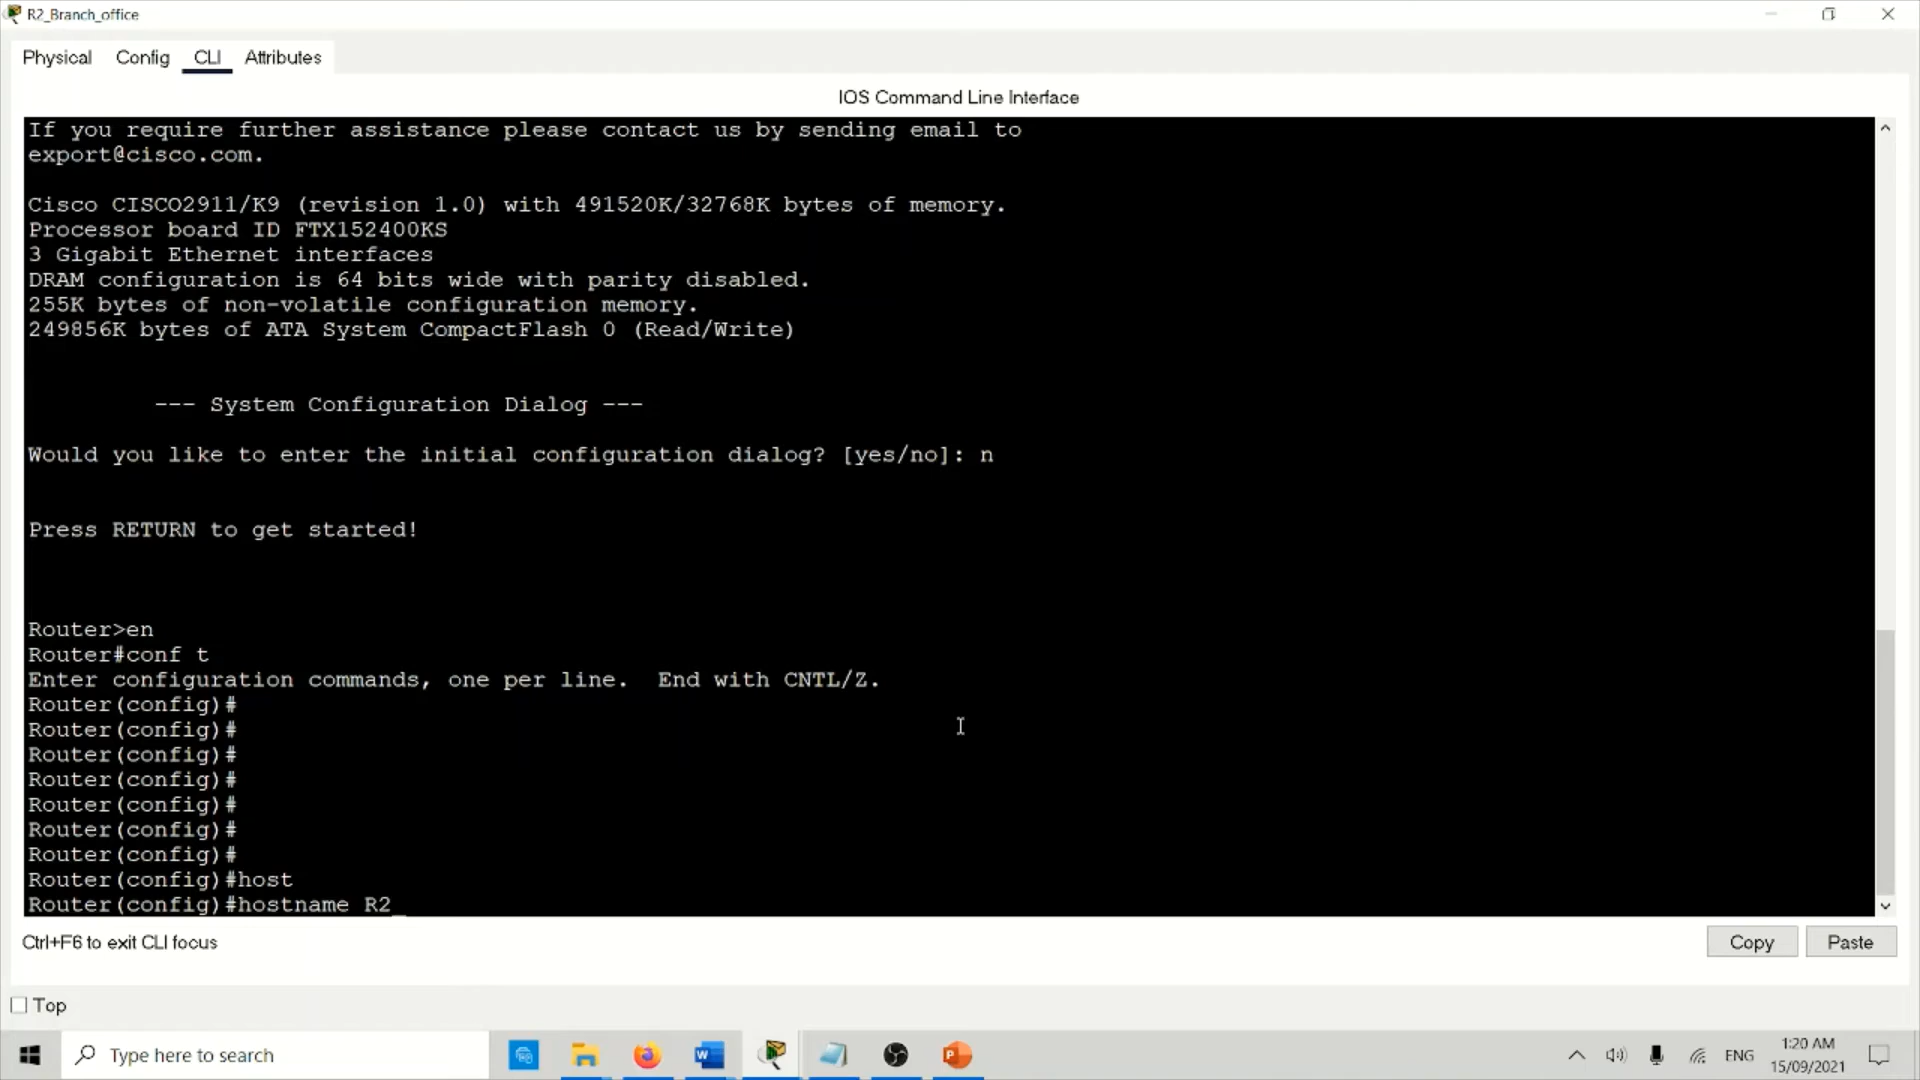 R2_Branch_office
Physical Config CLI Attributes
IOS Command Line Interface
If you require further assistance please contact us by sending email to
export@cisco.com.
Cisco CISCO2911/K9 (revision 1.0) with 491520K/32768K bytes of memory.
Processor board ID FTX152400KS
3 Gigabit Ethernet interfaces
DRAM configuration is 64 bits wide with parity disabled.
255K bytes of non-volatile configuration memory.
249856K bytes of ATA System CompactFlash 0 (Read/Write)
--- System Configuration Dialog ---
Would you like to enter the initial configuration dialog? [yes/no]: n
Press RETURN to get started!
Router>en
Router#conf t
Enter configuration commands, one per line.  End with CNTL/Z.
Router(config)#
Router(config)#
Router(config)#
Router(config)#
Router(config)#
Router(config)#
Router(config)#
Router(config)#host
Router(config)#hostname R2_
Ctrl+F6 to exit CLI focus
Copy Paste
Top
Type here to search
ENG
1:20 AM
15/09/2021